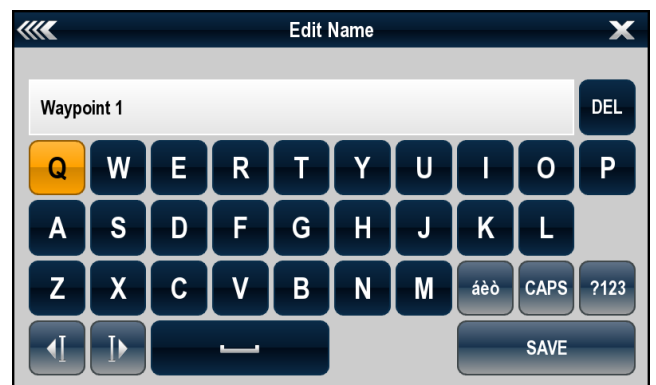 Edit Name
Waypoint 1 DEL
Q W E R T Y U I O P
A S D F G H J K L
Z X C V B N M áèò CAPS ?123
SAVE